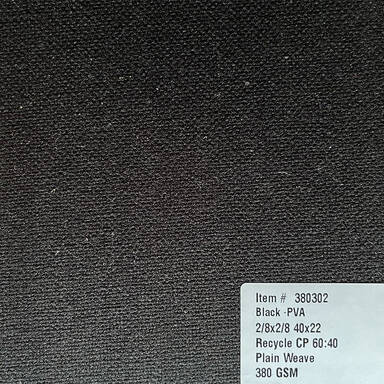 Item # 380302
Black -PVA
2/8x2/8 40x22
Recycle CP 60:40
Plain Weave
380 GSM